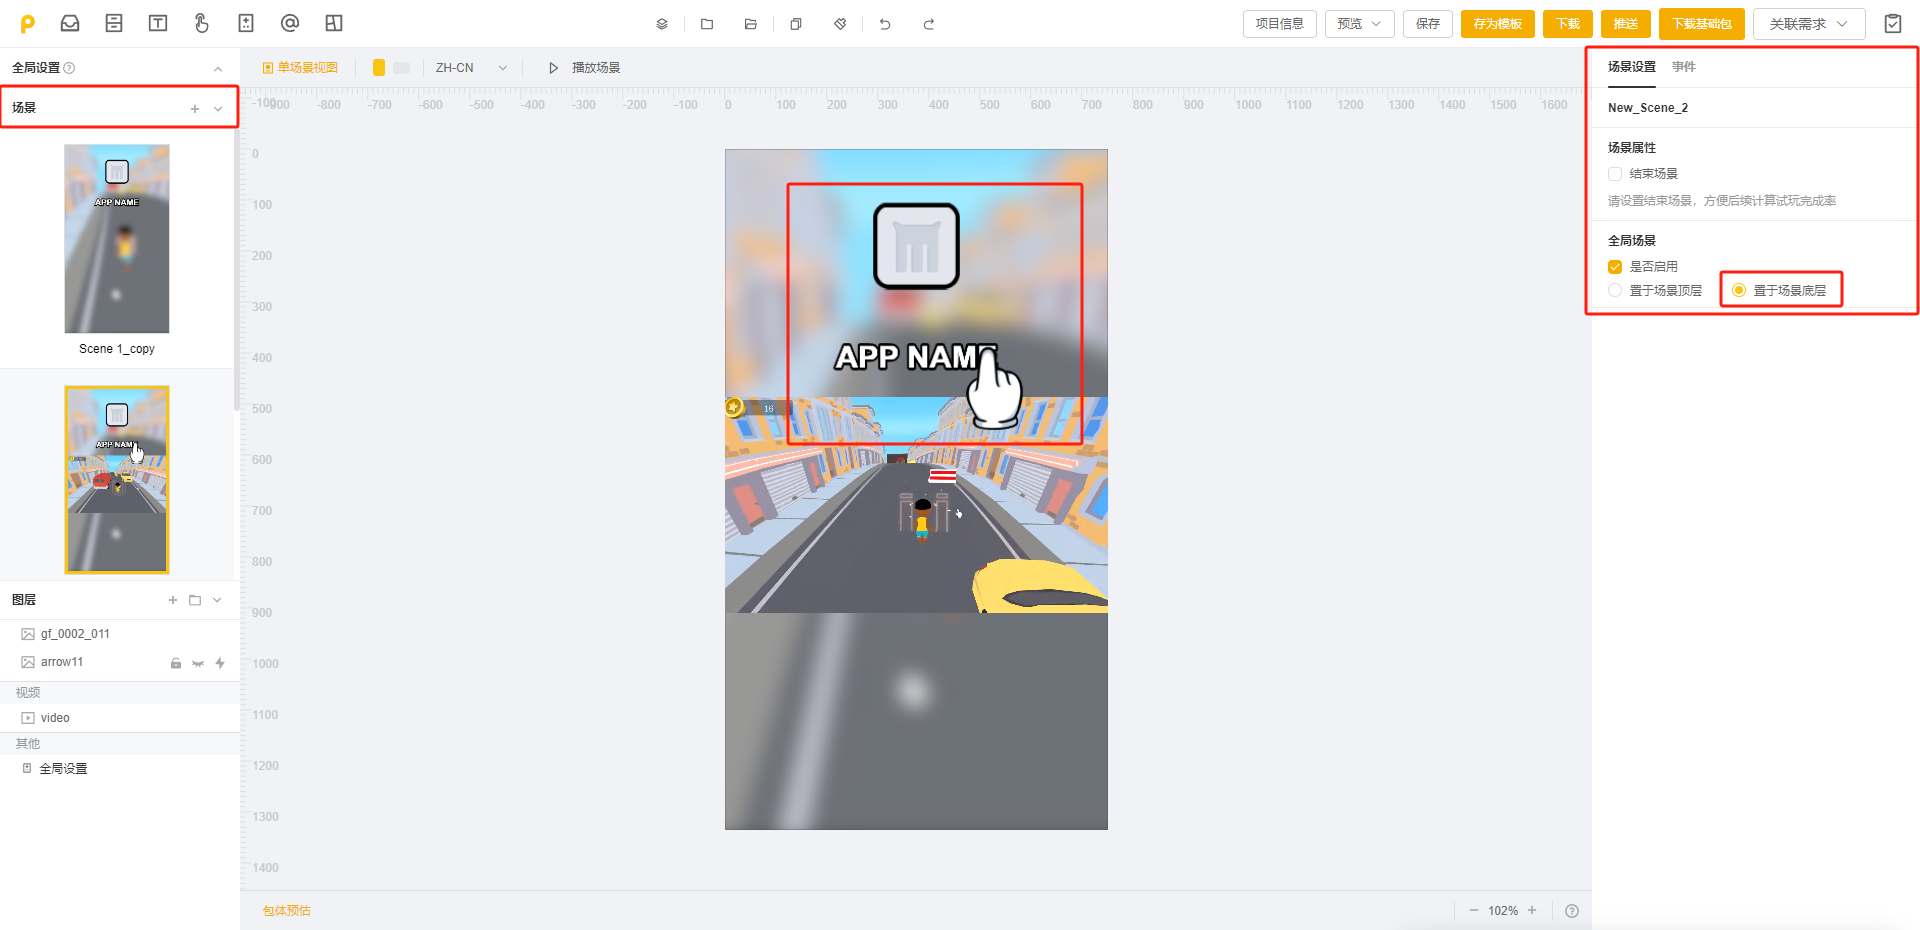 项目信息
预览
保存
存为模板
下载
推送
下载基础包
关联需求
全局设置
单场景视图
ZH-CN
播放场景
场景设置
事件
场景
-1000
-900
-800
-700
-600
-500
-400
-300
-200
-100
0
100
200
300
400
500
600
700
800
900
1000
1100
1200
1300
1400
1500
1600
New_Scene_2
场景属性
结束场景
请设置结束场景，方便后续计算试玩完成率
全局场景
是否启用
置于场景顶层
置于场景底层
APP NAME
Scene 1_copy
APP NAM
0
100
200
300
400
500
600
700
800
900
1000
1100
1200
1300
1400
APP NAME
16
图层
gf_0002_011
arrow11
视频
video
其他
全局设置
包体预估
102%